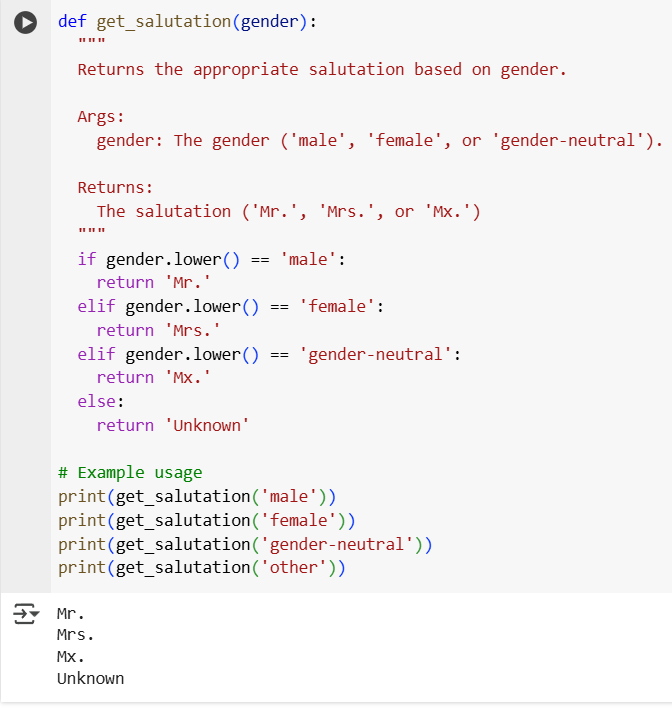 def get_salutation(gender):
  """
  Returns the appropriate salutation based on gender.

  Args:
    gender: The gender ('male', 'female', or 'gender-neutral').

  Returns:
    The salutation ('Mr.', 'Mrs.', or 'Mx.')
  """
  if gender.lower() == 'male':
    return 'Mr.'
  elif gender.lower() == 'female':
    return 'Mrs.'
  elif gender.lower() == 'gender-neutral':
    return 'Mx.'
  else:
    return 'Unknown'

# Example usage
print(get_salutation('male'))
print(get_salutation('female'))
print(get_salutation('gender-neutral'))
print(get_salutation('other'))
Mr.
Mrs.
Mx.
Unknown